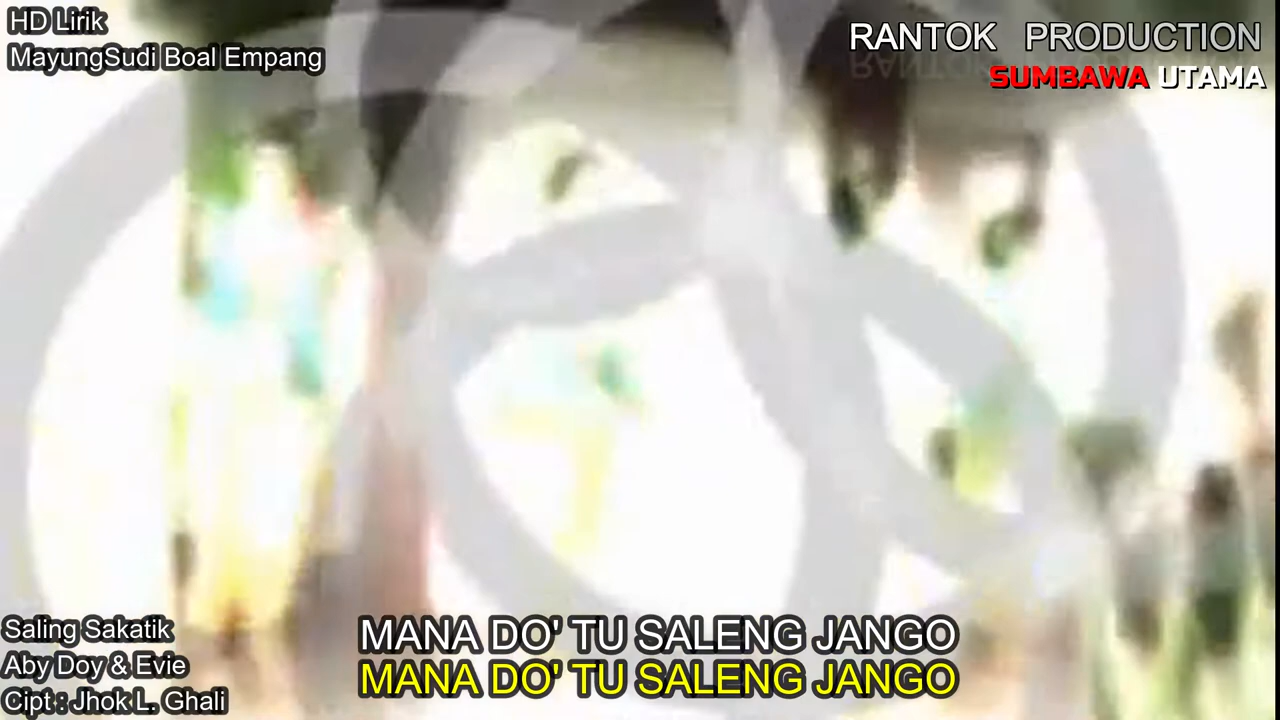 HD Lirik
MayungSudi Boal Empang
RANTOK PRODUCTION
SUMBAWA UTAMA
Saling Sakatik
Aby Doy & Evie
Cipt : Jhok L. Ghali
MANA DO' TU SALENG JANGO
MANA DO' TU SALENG JANGO